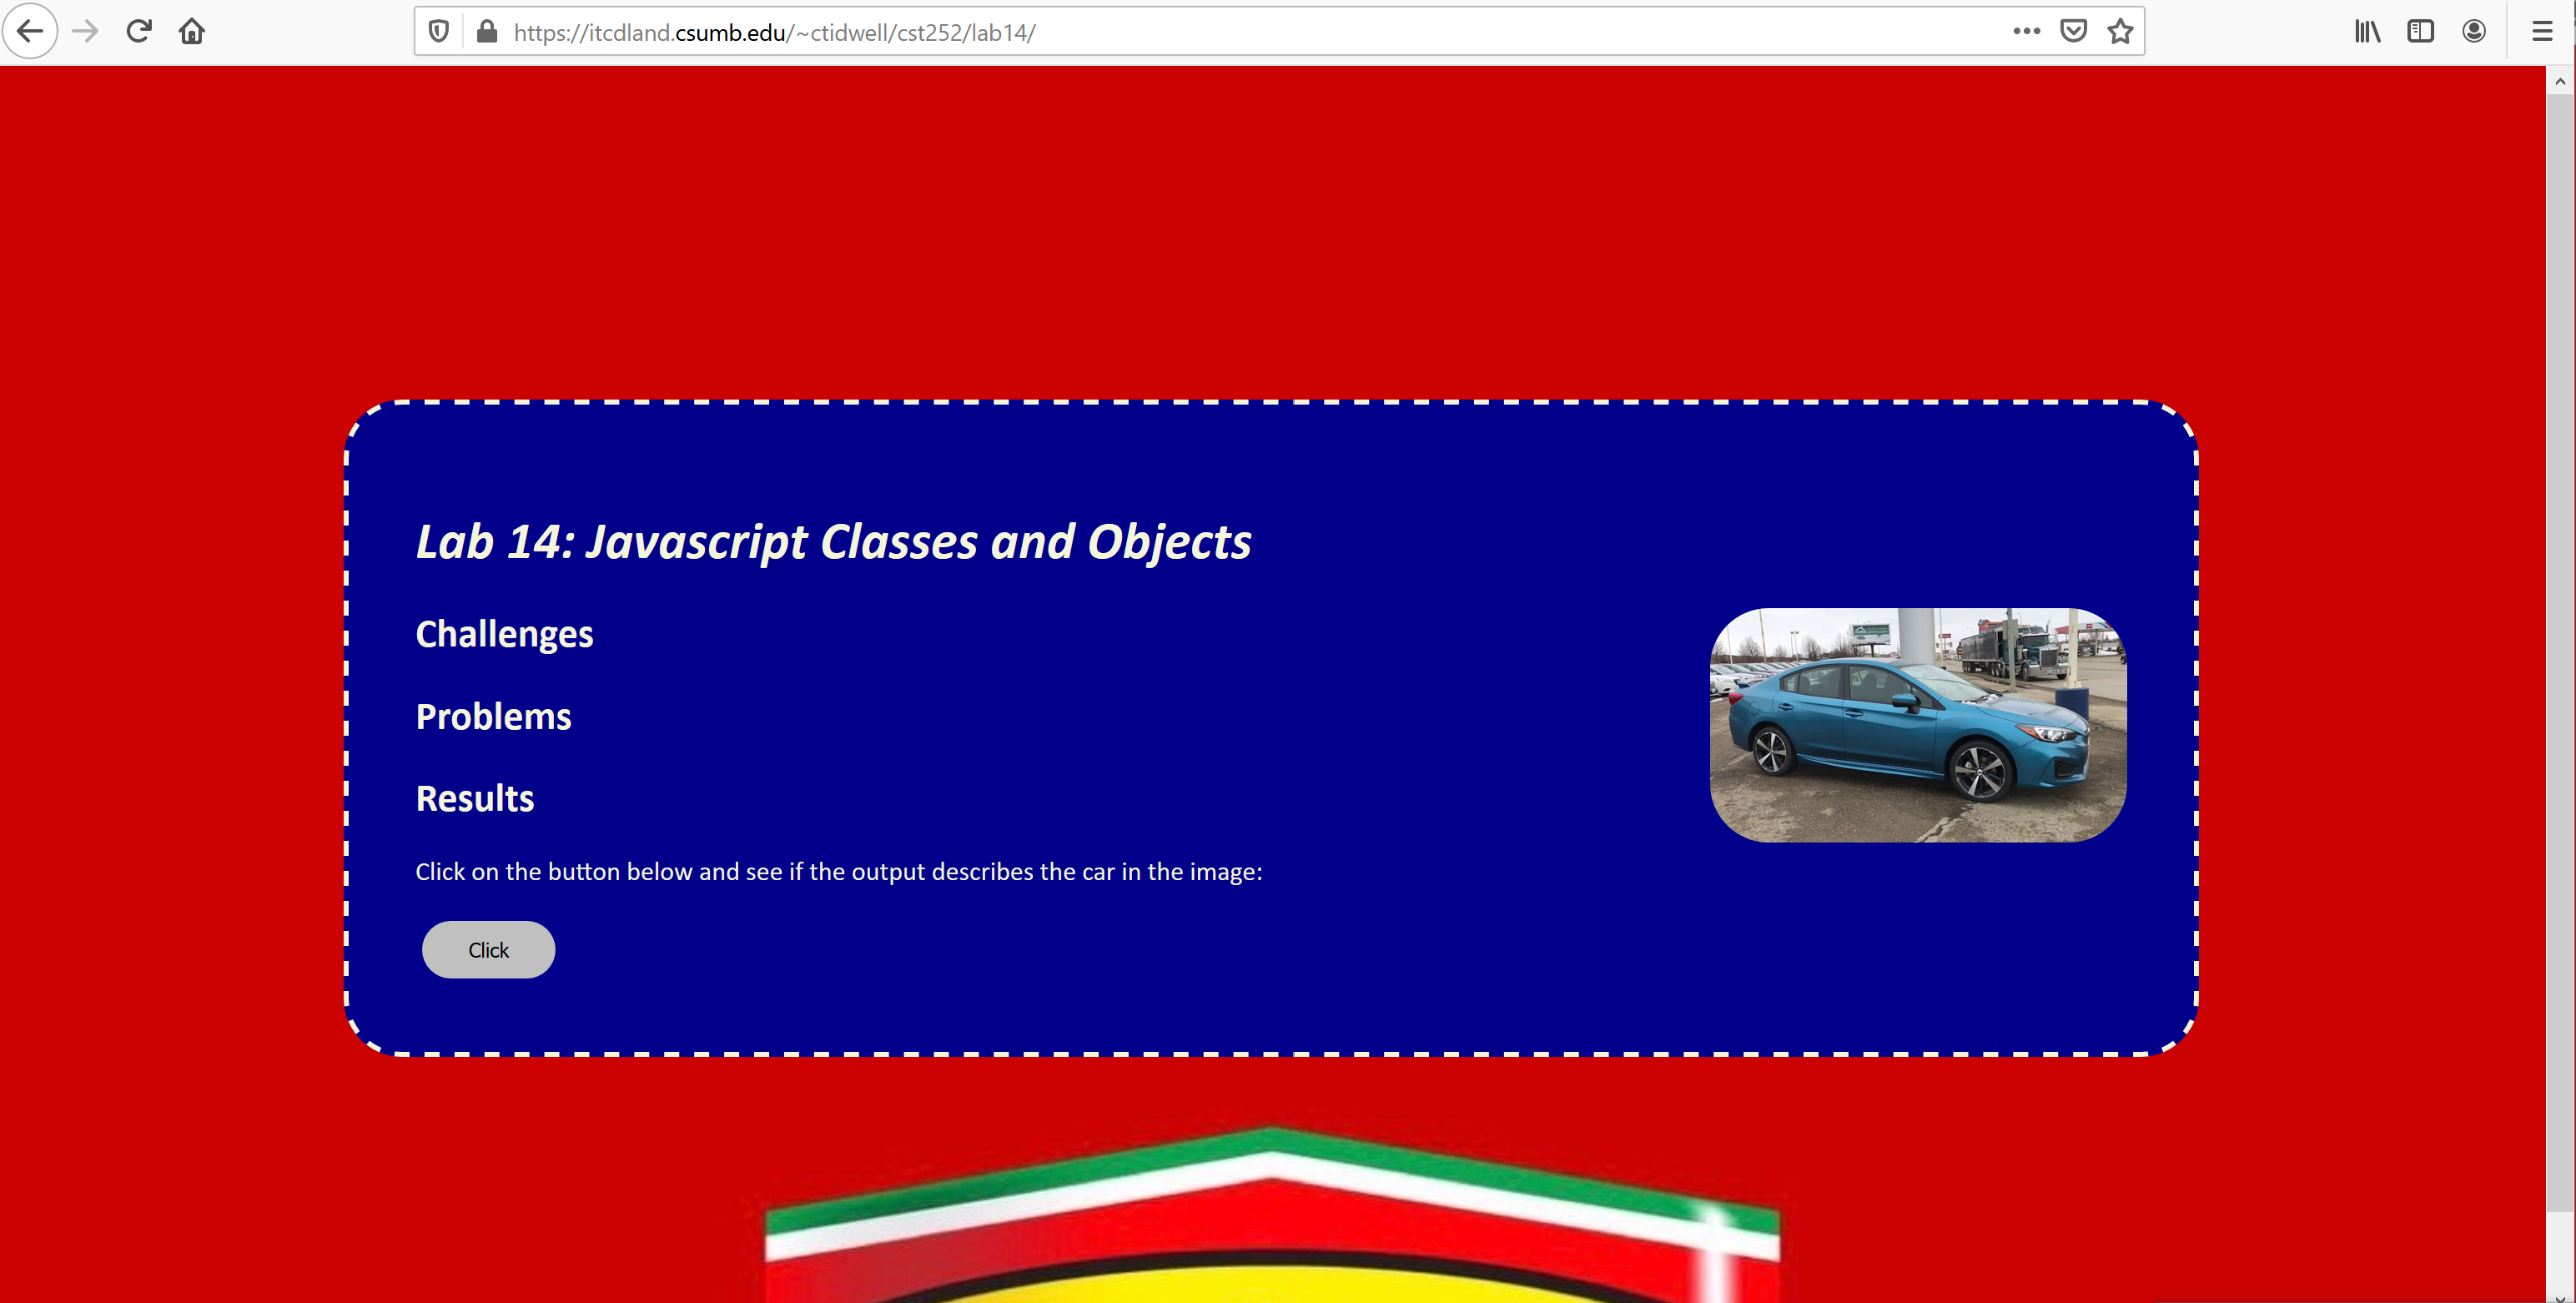 https://itcdland.csumb.edu/~ctidwell/cst252/lab14/
Lab 14: Javascript Classes and Objects
Challenges
Problems
Results
Click on the button below and see if the output describes the car in the image:
Click